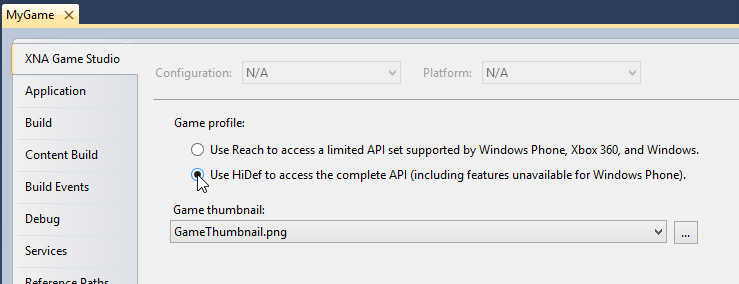 MyGame
XNA Game Studio
Application
Build
Content Build
Build Events
Debug
Services
Reference Paths
Configuration: N/A Platform: N/A
Game profile:
Use Reach to access a limited API set supported by Windows Phone, Xbox 360, and Windows.
Use HiDef to access the complete API (including features unavailable for Windows Phone).
Game thumbnail:
GameThumbnail.png ...